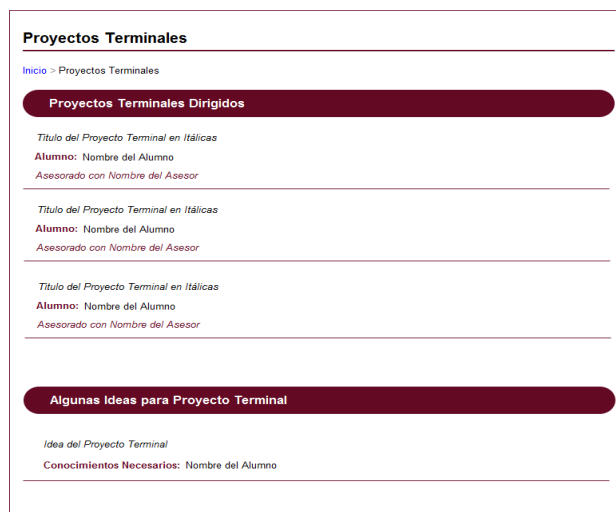 Proyectos Terminales
Inicio > Proyectos Terminales
Proyectos Terminales Dirigidos
Título del Proyecto Terminal en Itálicas
Alumno: Nombre del Alumno
Asesorado con Nombre del Asesor
Título del Proyecto Terminal en Itálicas
Alumno: Nombre del Alumno
Asesorado con Nombre del Asesor
Título del Proyecto Terminal en Itálicas
Alumno: Nombre del Alumno
Asesorado con Nombre del Asesor
Algunas Ideas para Proyecto Terminal
Idea del Proyecto Terminal
Conocimientos Necesarios: Nombre del Alumno